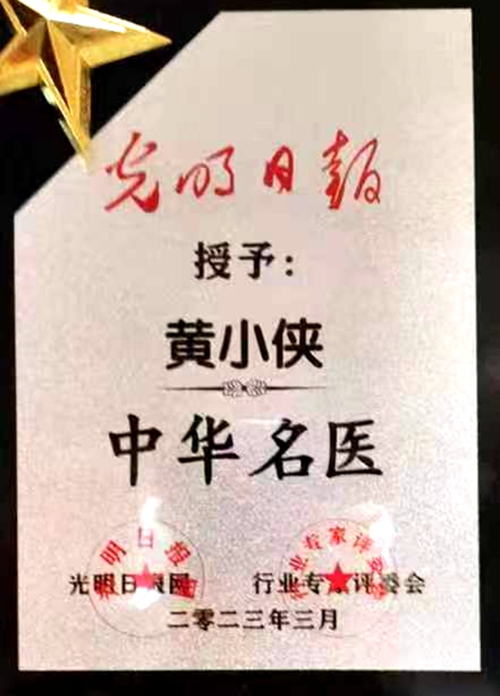 光明日报
授予：
黄小侠
中华名医
光明日报网 行业专家评委会
二零二三年三月